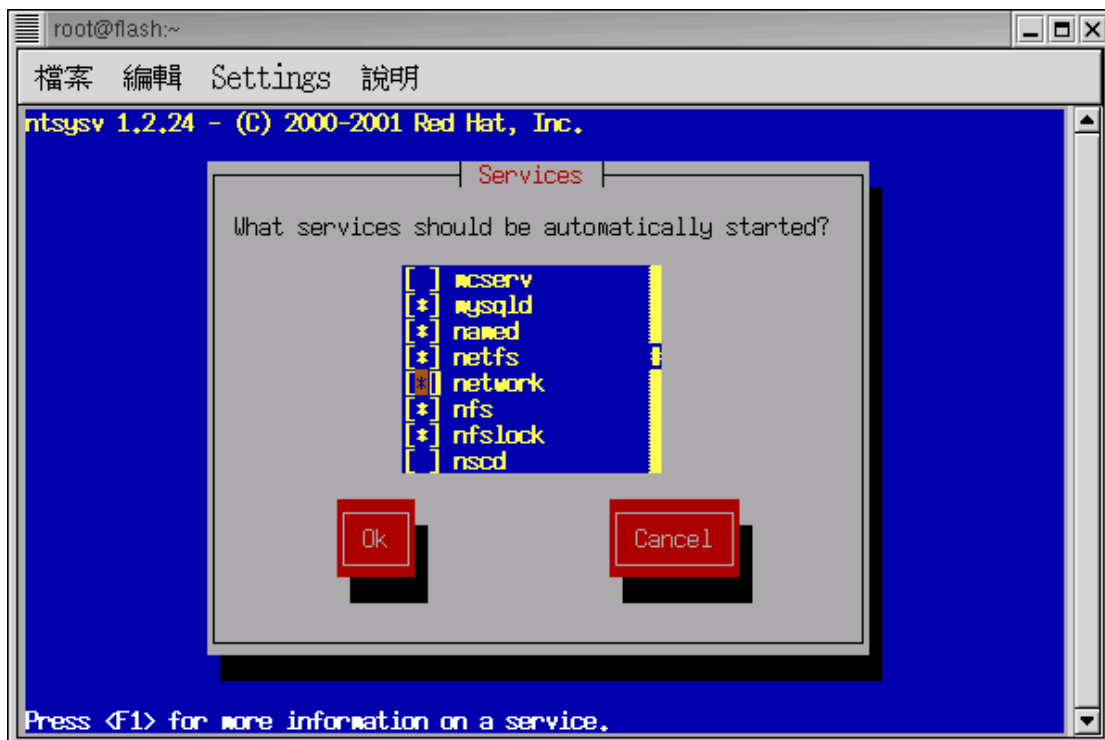 root@flash:~
檔案 編輯 Settings 說明
ntsysv 1.2.24 - (C) 2000-2001 Red Hat, Inc.
Services
What services should be automatically started?
[ ] mcserv
[*] mysqld
[*] named
[*] netfs
[*] network
[*] nfs
[*] nfslock
[ ] nscd
Ok Cancel
Press <F1> for more information on a service.